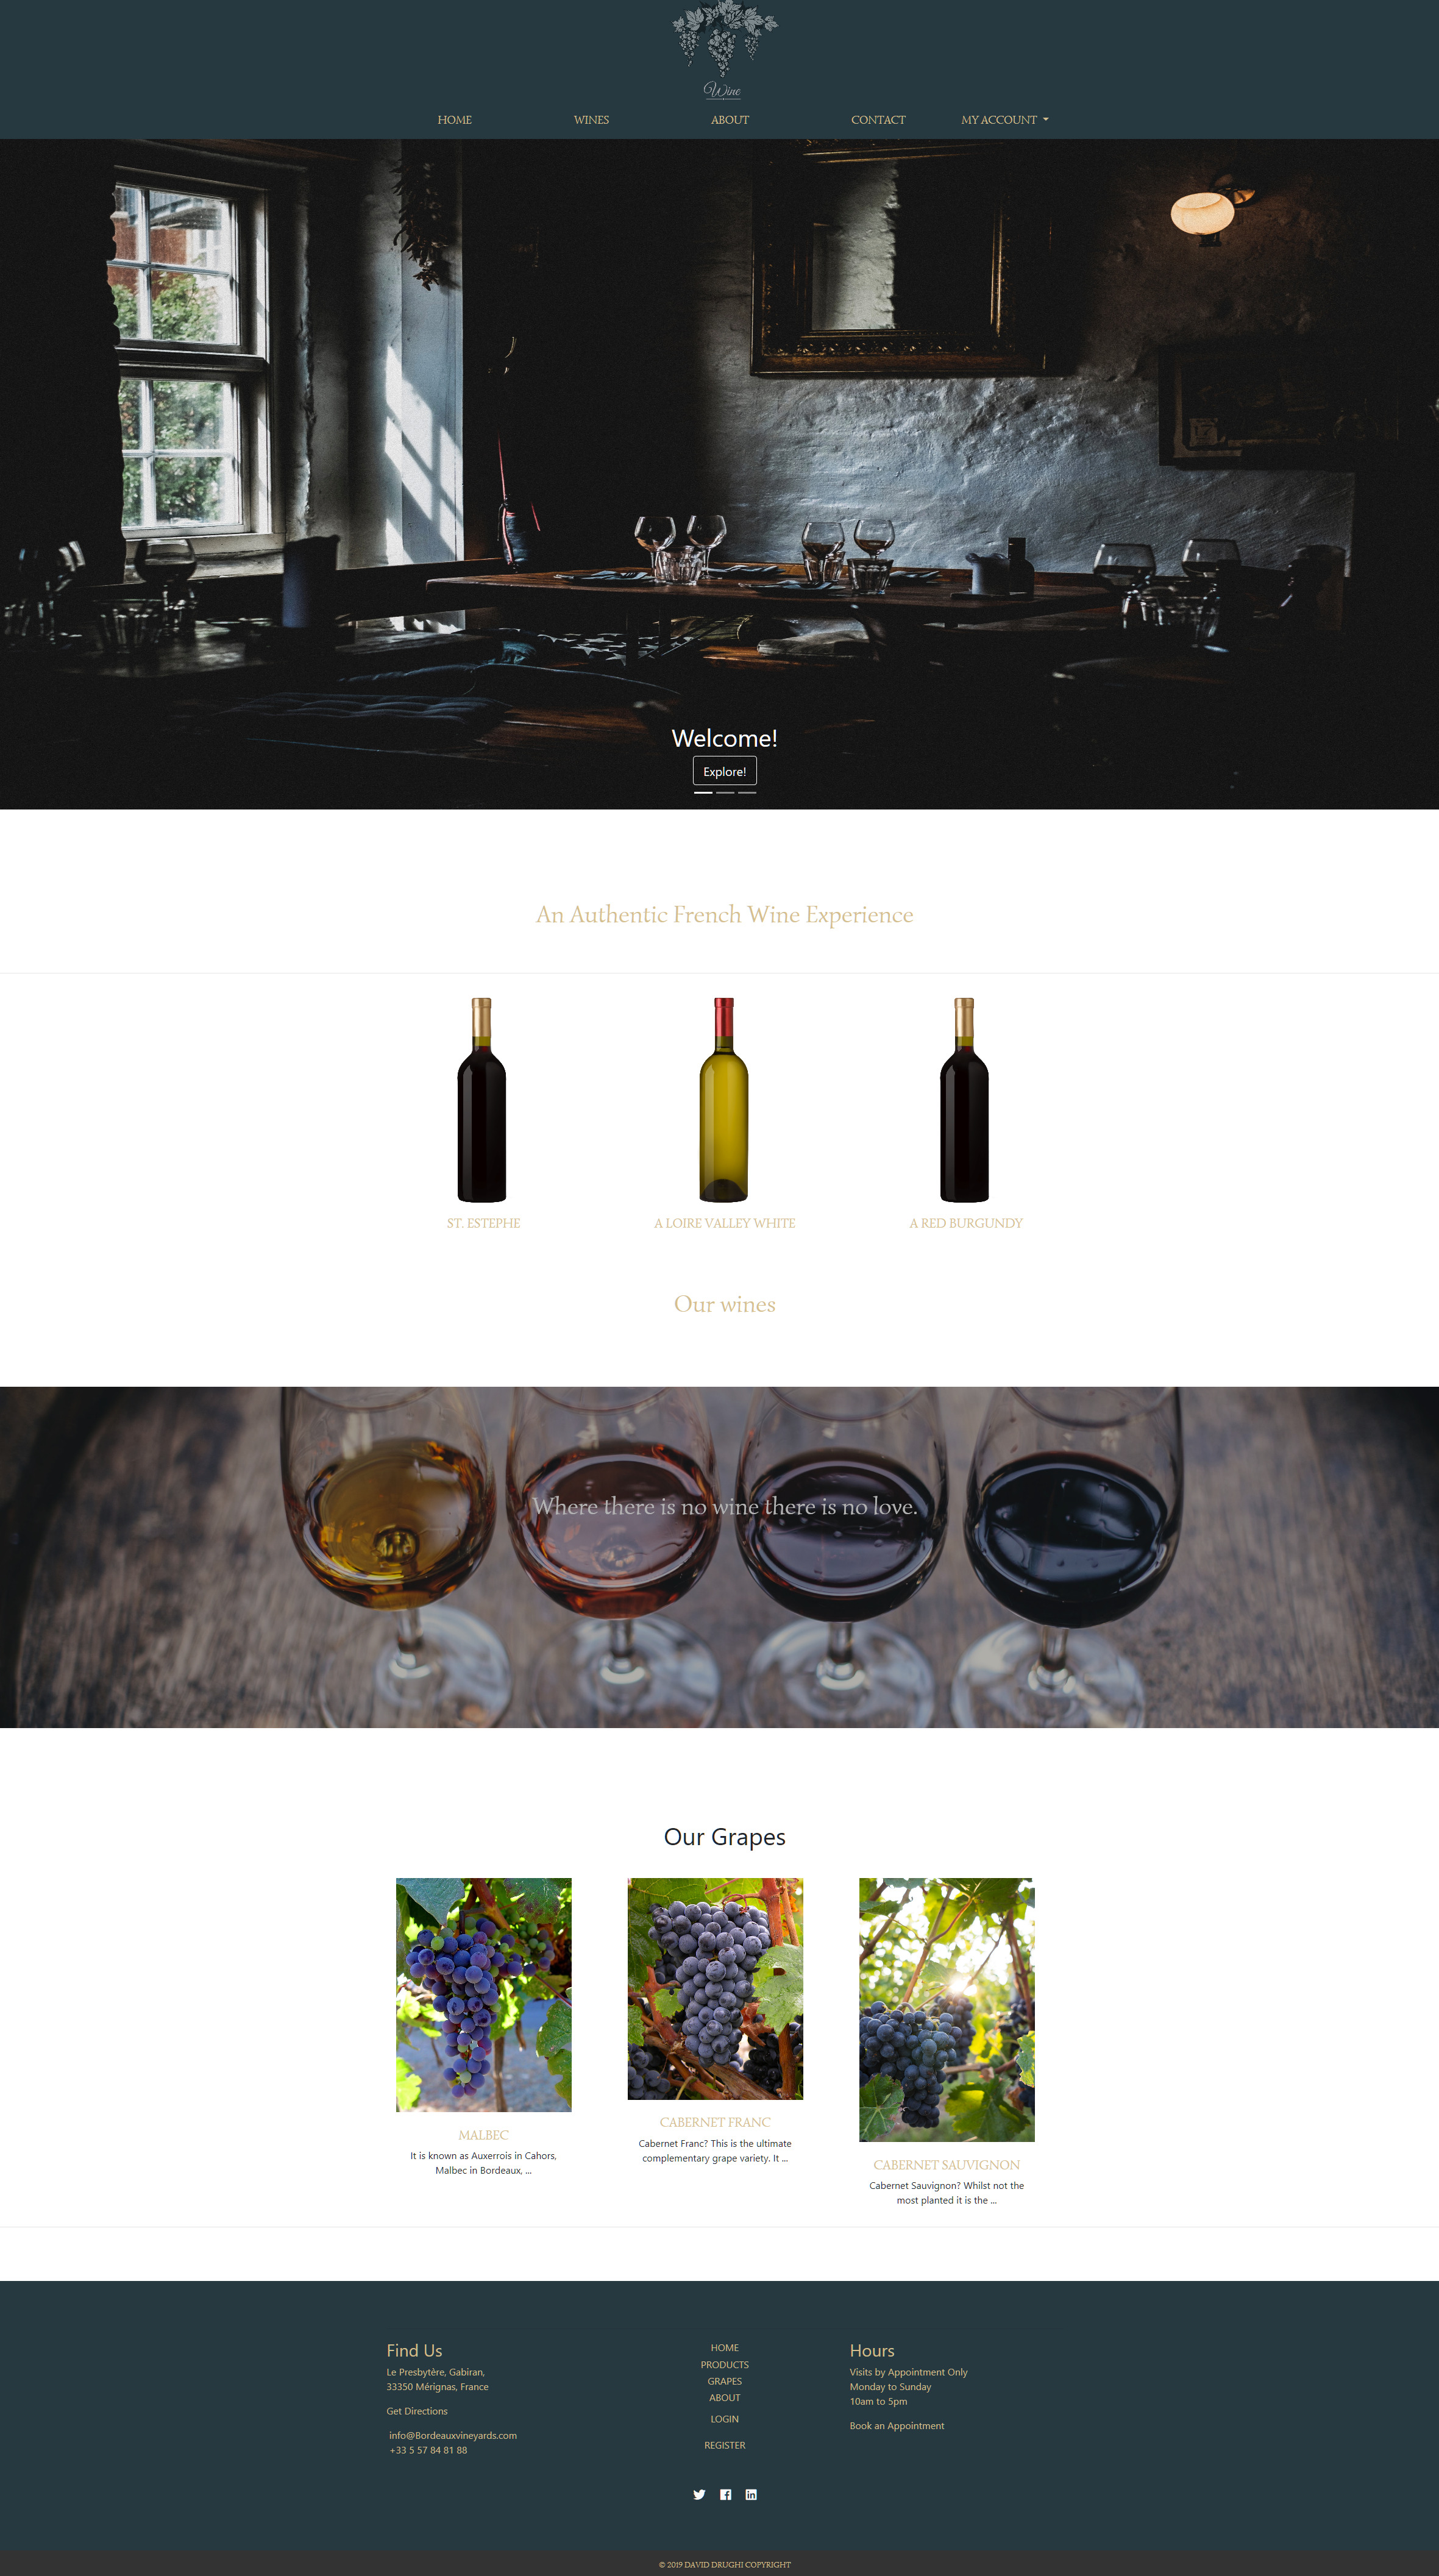 Wine
HOME
WINES
ABOUT
CONTACT
MY ACCOUNT
Welcome!
Explore!
An Authentic French Wine Experience
ST. ESTEPHE
A LOIRE VALLEY WHITE
A RED BURGUNDY
Our wines
Where there is no wine there is no love.
Our Grapes
MALBEC
It is known as Auxerrois in Cahors,
Malbec in Bordeaux, ...
CABERNET FRANC
Cabernet Franc? This is the ultimate
complementary grape variety. It ...
CABERNET SAUVIGNON
Cabernet Sauvignon? Whilst not the
most planted it is the ...
Find Us
Le Presbytère, Gabiran,
33350 Mérignas, France
Get Directions
info@Bordeauxvineyards.com
+33 5 57 84 81 88
HOME
PRODUCTS
GRAPES
ABOUT
LOGIN
REGISTER
Hours
Visits by Appointment Only
Monday to Sunday
10am to 5pm
Book an Appointment
© 2019 DAVID DRUGHI COPYRIGHT